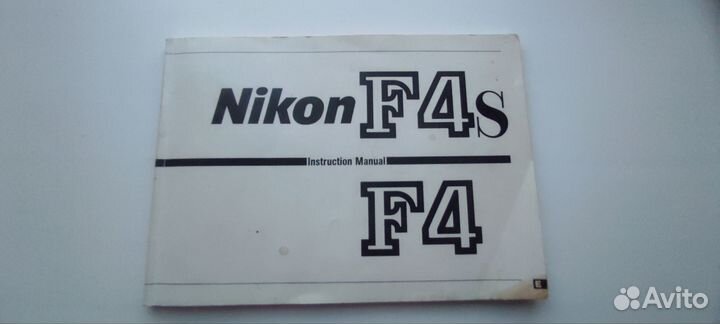 Nikon F4s
Instruction Manual
F4
E
Avito